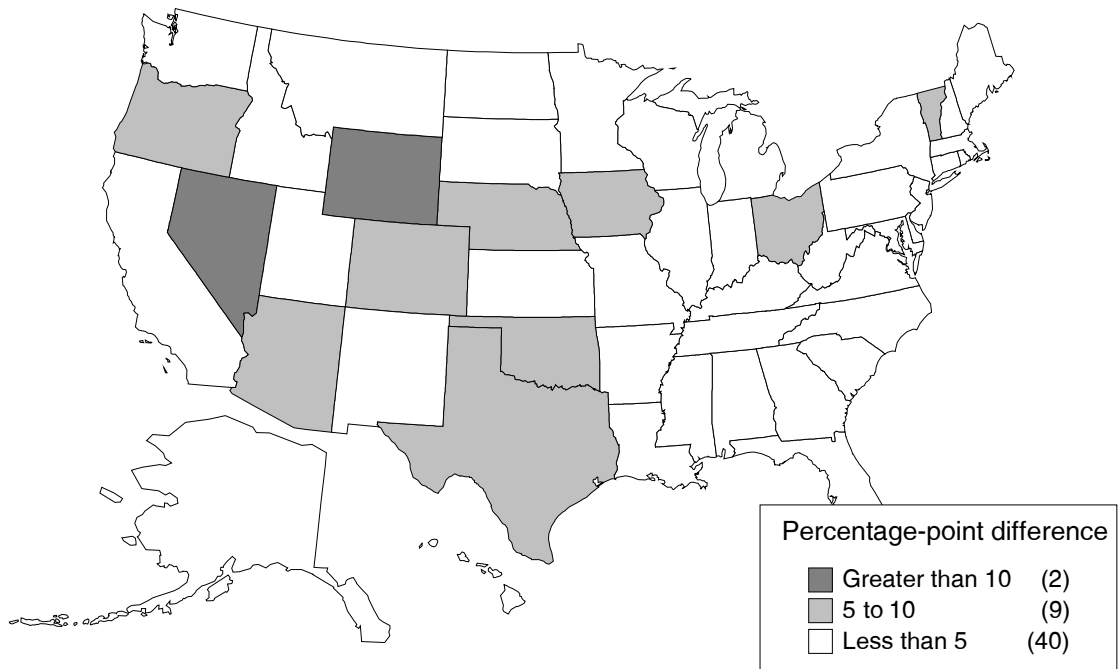 Percentage-point difference
Greater than 10 (2)
5 to 10 (9)
Less than 5 (40)